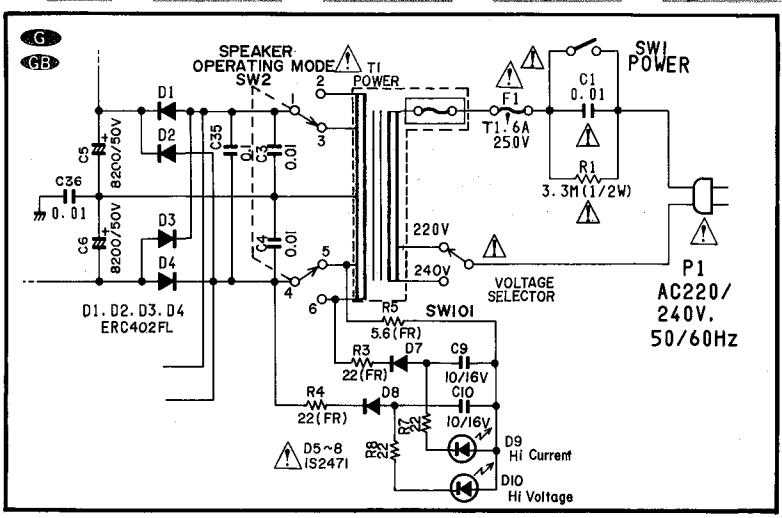 G
GB
SPEAKER
OPERATING MODE
SW2
T1
POWER
SW1
POWER
F1
T1.6A
250V
C1
0.01
R1
3.3M(1/2W)
P1
AC220/
240V.
50/60Hz
220V
240V
VOLTAGE
SELECTOR
SW101
D1
D2
D3
D4
C5
8200/50V
C6
8200/50V
C36
0.01
C35
0.1
C3
0.01
C4
0.01
1
2
3
4
5
6
D1.D2.D3.D4
ERC402FL
R5
5.6(FR)
R3
22(FR)
D7
C9
10/16V
R4
22(FR)
D8
C10
10/16V
R7
22
R8
22
D5~8
1S2471
D9
Hi Current
D10
Hi Voltage